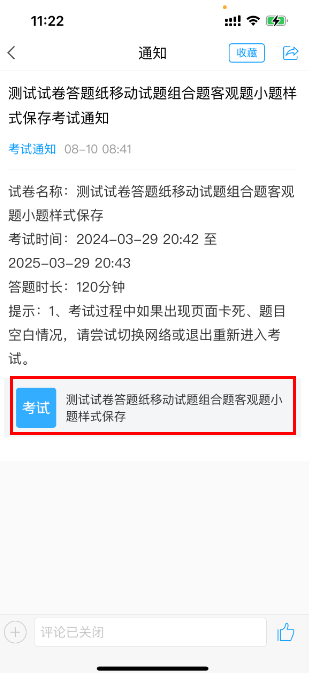 11:22
通知
收藏
测试试卷答题纸移动试题组合题客观题小题样
式保存考试通知
考试通知 08-10 08:41
试卷名称：测试试卷答题纸移动试题组合题客观
题小题样式保存
考试时间：2024-03-29 20:42 至
2025-03-29 20:43
答题时长：120分钟
提示：1、考试过程中如果出现页面卡死、题目
空白情况，请尝试切换网络或退出重新进入考
试。
考试
测试试卷答题纸移动试题组合题客观题小
题样式保存
评论已关闭